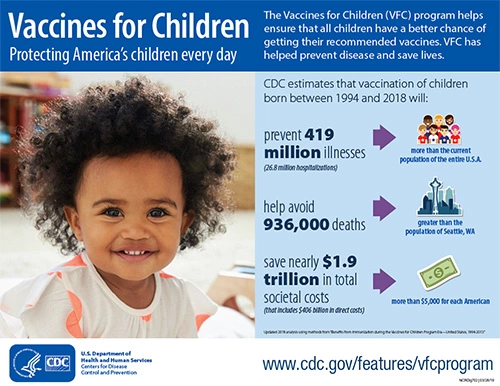 Vaccines for Children
Protecting America's children every day
The Vaccines for Children (VFC) program helps
ensure that all children have a better chance of
getting their recommended vaccines. VFC has
helped prevent disease and save lives.
CDC estimates that vaccination of children
born between 1994 and 2018 will:
prevent 419
million illnesses
(26.8 million hospitalizations)
more than the current
population of the entire U.S.A.
help avoid
936,000 deaths
greater than the
population of Seattle, WA
save nearly $1.9
trillion in total
societal costs
(that includes $406 billion in direct costs)
more than $5,000 for each American
Updated 2018 analysis using methods from "Benefits from Immunization during the Vaccines for Children Program Era—United States, 1994-2013"
CDC
U.S. Department of
Health and Human Services
Centers for Disease
Control and Prevention
www.cdc.gov/features/vfcprogram